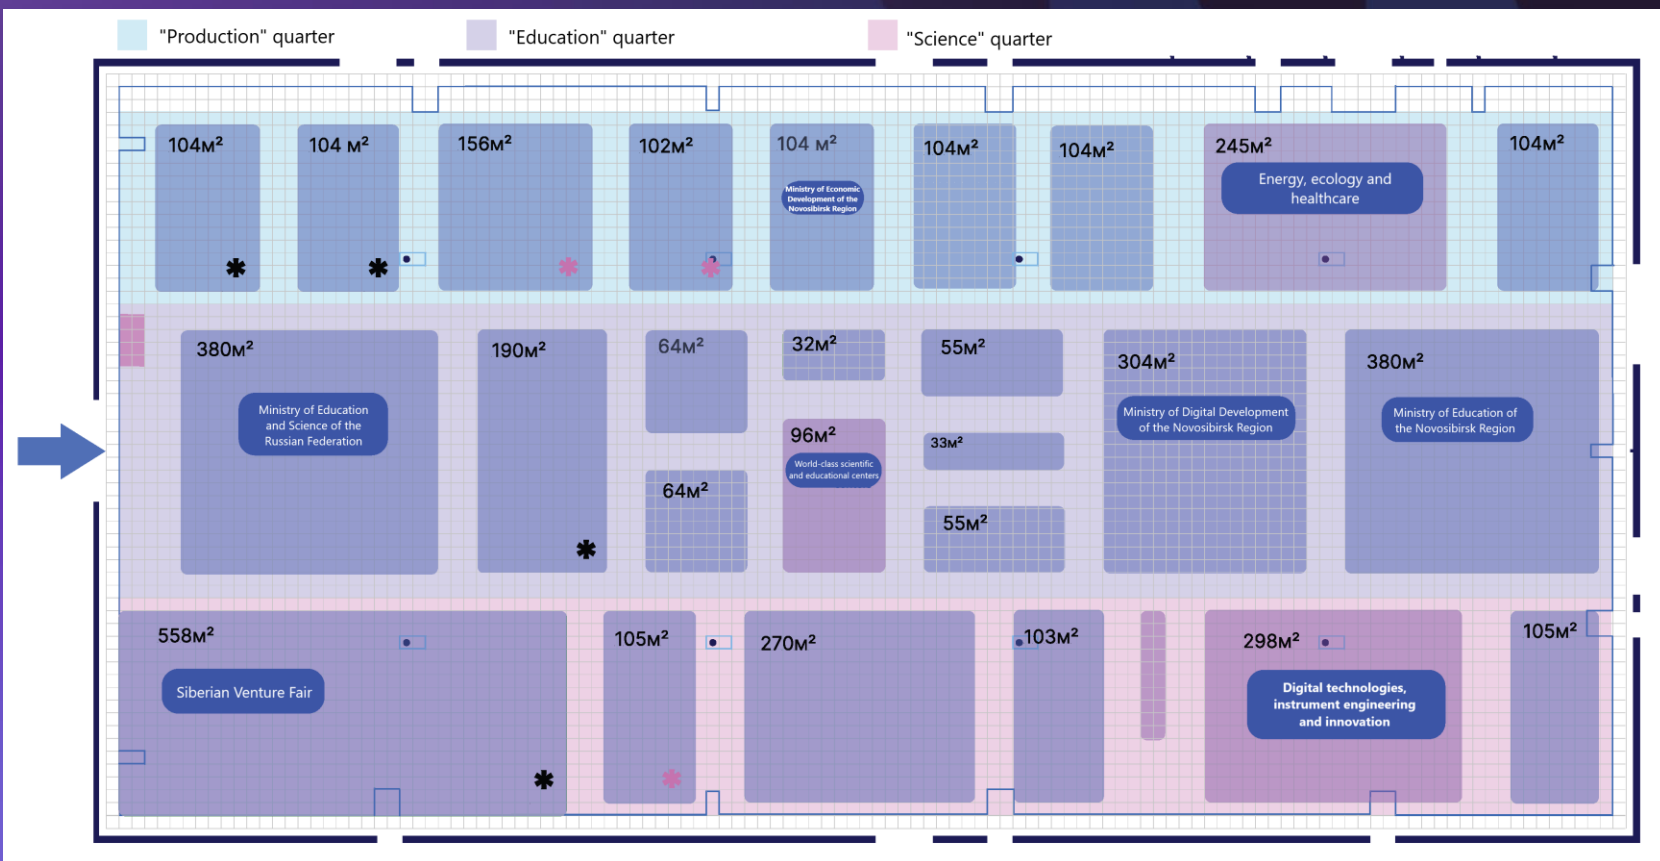 "Production" quarter
"Education" quarter
"Science" quarter
104м²
104 м²
156м²
102м²
104 м²
104м²
104м²
245м²
104м²
Energy, ecology and
healthcare
Ministry of Economic
Development of the
Novosibirsk Region
*
*
*
*
380м²
190м²
64м²
32м²
55м²
304м²
380м²
Ministry of Education
and Science of the
Russian Federation
Ministry of Digital Development
of the Novosibirsk Region
Ministry of Education of
the Novosibirsk Region
96м²
33м²
World-class scientific
and educational centers
64м²
55м²
*
558м²
105м²
270м²
103м²
298м²
105м²
Siberian Venture Fair
Digital technologies,
instrument engineering
and innovation
*
*